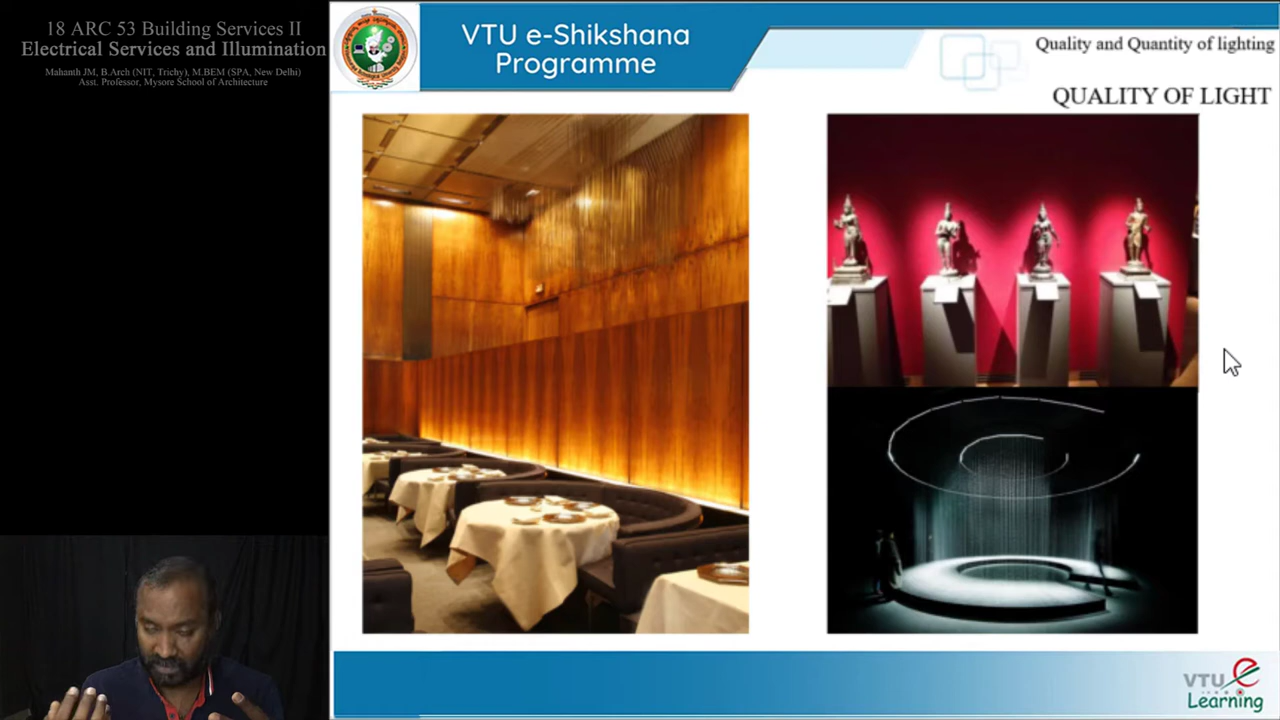 18 ARC 53 Building Services II
Electrical Services and Illumination
Mahanth JM, B.Arch (NIT, Trichy), M.BEM (SPA, New Delhi)
Asst. Professor, Mysore School of Architecture
VTU e-Shikshana
Programme
Quality and Quantity of lighting
QUALITY OF LIGHT
VTU e
Learning